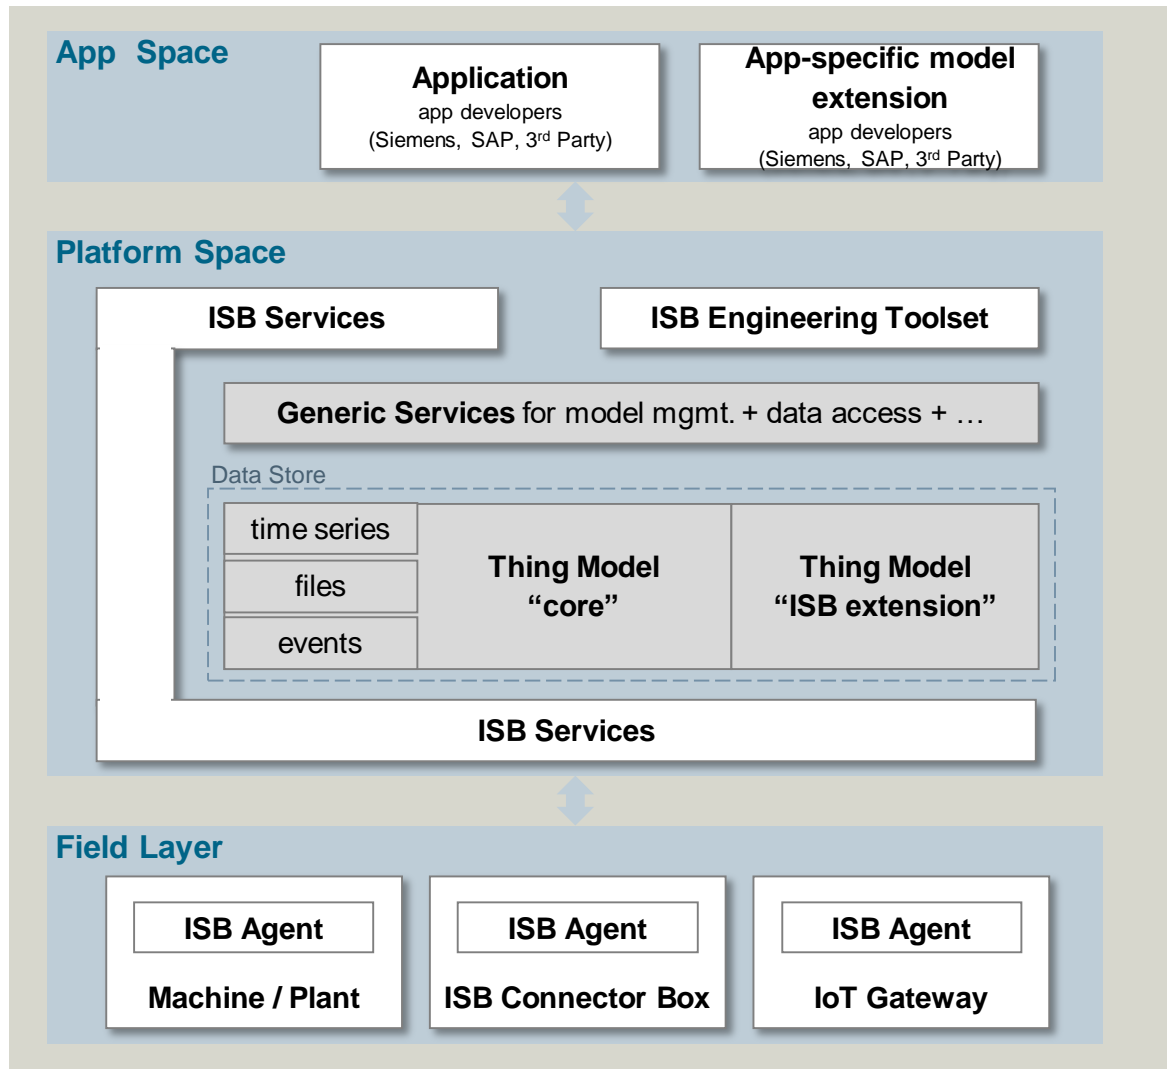 App Space
Application
app developers
(Siemens, SAP, 3rd Party)
App-specific model
extension
app developers
(Siemens, SAP, 3rd Party)
Platform Space
ISB Services
ISB Engineering Toolset
Generic Services for model mgmt. + data access + …
Data Store
time series
files
events
Thing Model
“core”
Thing Model
“ISB extension”
ISB Services
Field Layer
ISB Agent
Machine / Plant
ISB Agent
ISB Connector Box
ISB Agent
IoT Gateway